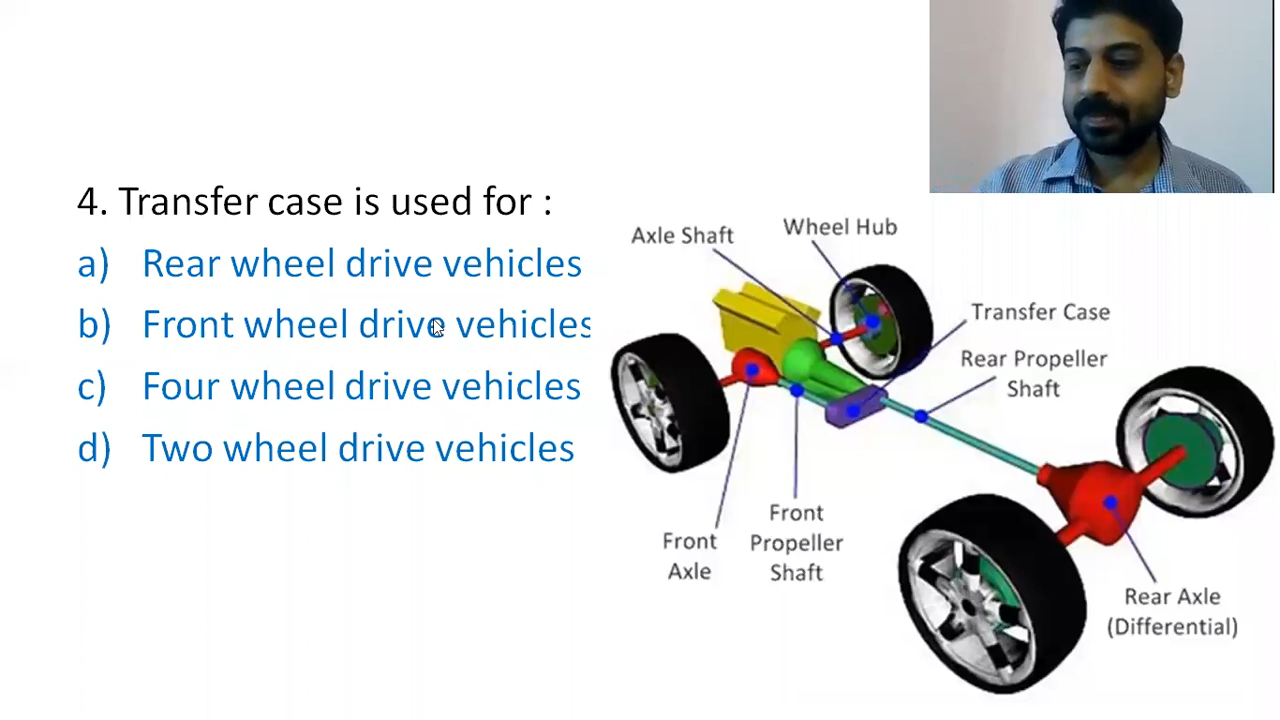 4. Transfer case is used for :
a) Rear wheel drive vehicles
b) Front wheel drive vehicles
c) Four wheel drive vehicles
d) Two wheel drive vehicles
Axle Shaft
Wheel Hub
Transfer Case
Rear Propeller
Shaft
Front
Axle
Front
Propeller
Shaft
Rear Axle
(Differential)